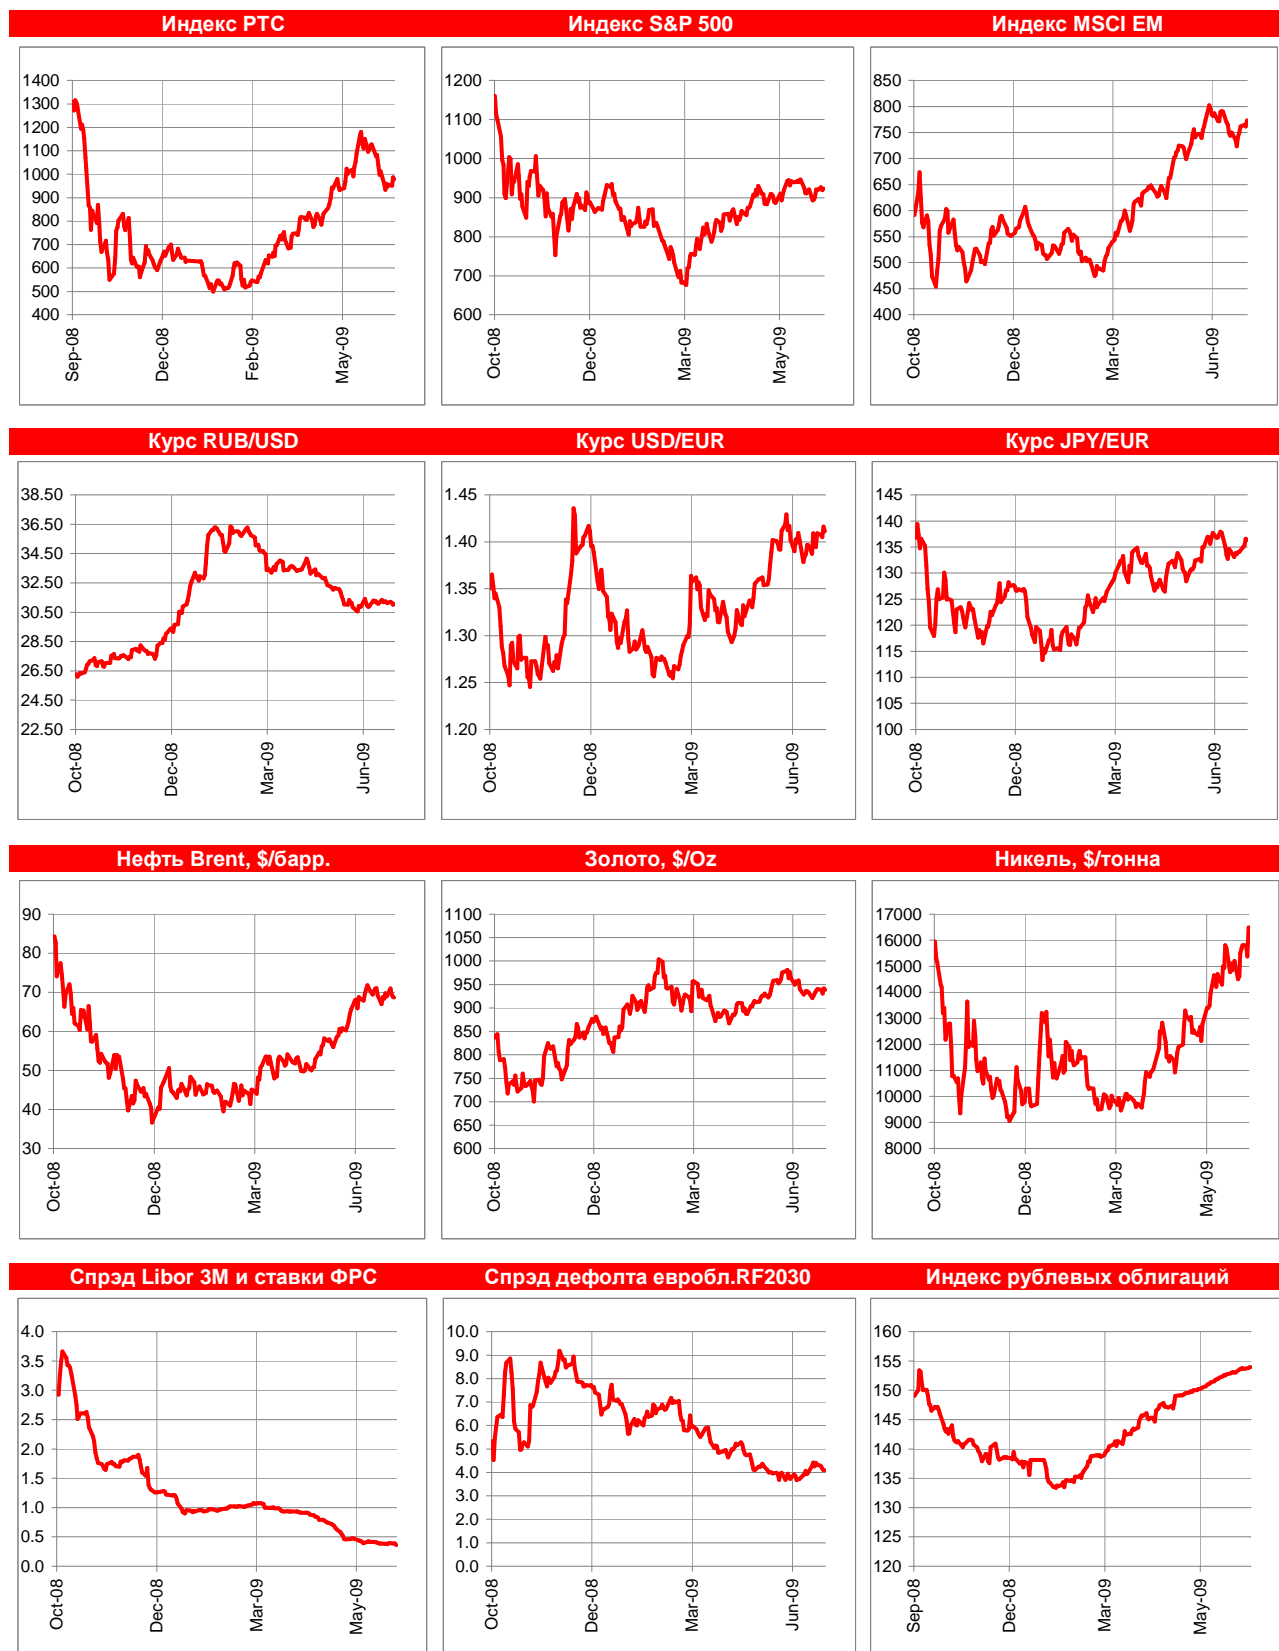 Индекс РТС
Индекс S&P 500
Индекс MSCI EM
1400
1300
1200
1100
1000
900
800
700
600
500
400
Sep-08
Dec-08
Feb-09
May-09
1200
1100
1000
900
800
700
600
Oct-08
Dec-08
Mar-09
May-09
850
800
750
700
650
600
550
500
450
400
Oct-08
Dec-08
Mar-09
Jun-09
Курс RUB/USD
Курс USD/EUR
Курс JPY/EUR
38.50
36.50
34.50
32.50
30.50
28.50
26.50
24.50
22.50
Oct-08
Dec-08
Mar-09
Jun-09
1.45
1.40
1.35
1.30
1.25
1.20
Oct-08
Dec-08
Mar-09
Jun-09
145
140
135
130
125
120
115
110
105
100
Oct-08
Dec-08
Mar-09
Jun-09
Нефть Brent, $/барр.
Золото, $/Oz
Никель, $/тонна
90
80
70
60
50
40
30
Oct-08
Dec-08
Mar-09
Jun-09
1100
1050
1000
950
900
850
800
750
700
650
600
Oct-08
Dec-08
Mar-09
Jun-09
17000
16000
15000
14000
13000
12000
11000
10000
9000
8000
Oct-08
Dec-08
Mar-09
May-09
Спрэд Libor 3M и ставки ФРС
Спрэд дефолта евробл.RF2030
Индекс рублевых облигаций
4.0
3.5
3.0
2.5
2.0
1.5
1.0
0.5
0.0
Oct-08
Dec-08
Mar-09
May-09
10.0
9.0
8.0
7.0
6.0
5.0
4.0
3.0
2.0
1.0
0.0
Oct-08
Dec-08
Mar-09
Jun-09
160
155
150
145
140
135
130
125
120
Sep-08
Dec-08
Mar-09
May-09